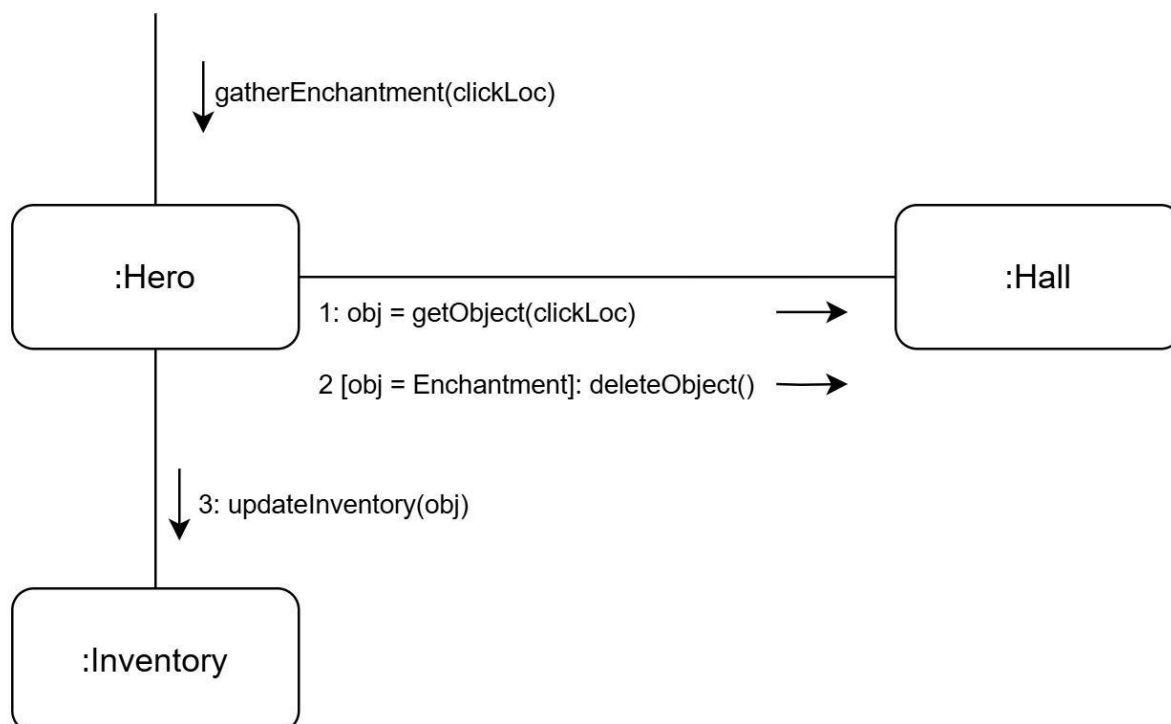 gatherEnchantment(clickLoc)
:Hero
:Hall
1: obj = getObject(clickLoc)
2 [obj = Enchantment]: deleteObject()
3: updateInventory(obj)
:Inventory